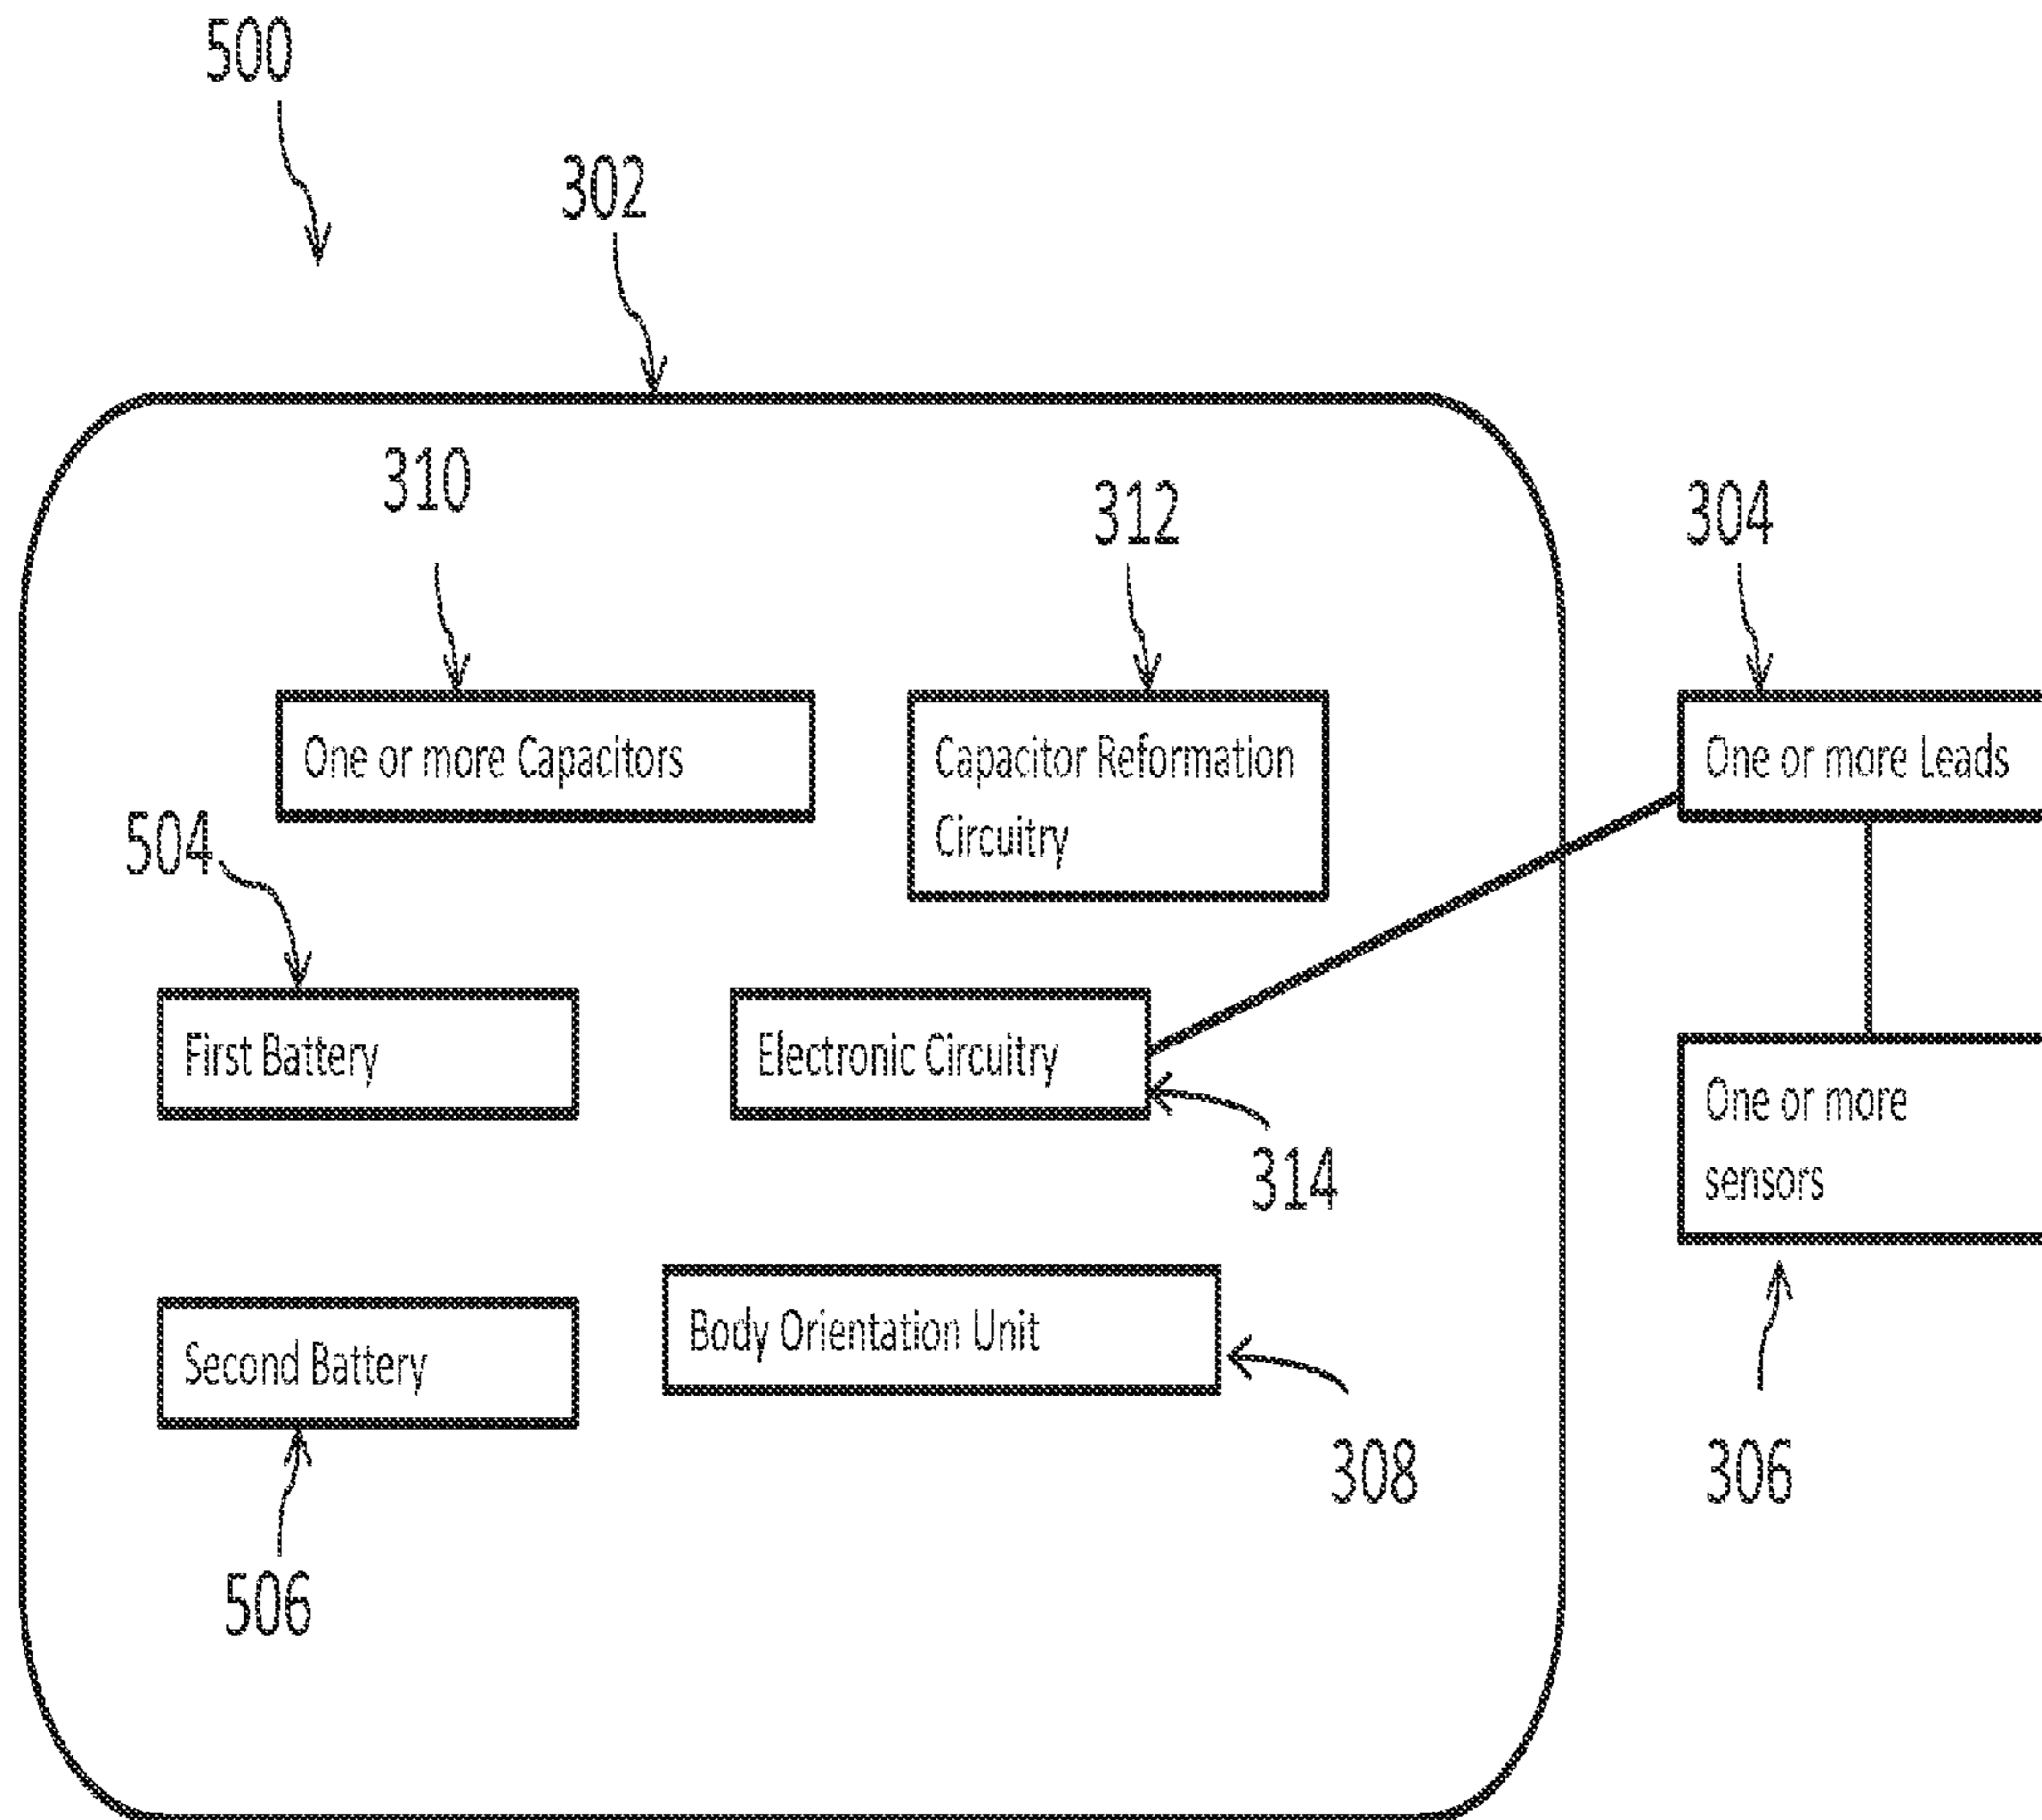 500
302
310
312
304
One or more Capacitors
Capacitor Reformation
Circuitry
One or more Leads
504
First Battery
Electronic Circuitry
One or more
sensors
314
Second Battery
Body Orientation Unit
308
306
506